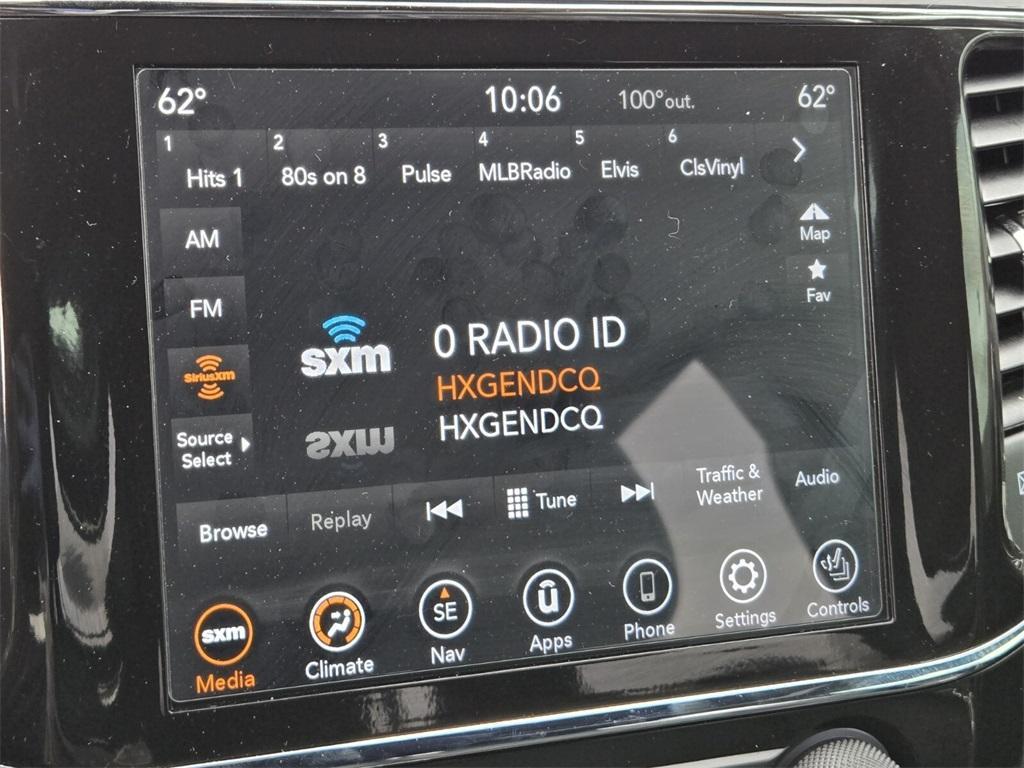 62° 10:06 100°out. 62°
1 2 3 4 5 6
Hits 1 80s on 8 Pulse MLBRadio Elvis ClsVinyl
Map
AM
Fav
FM
sxm 0 RADIO ID
SiriusXM HXGENDCQ
HXGENDCQ
Source
Select
Browse Replay Tune Traffic &
Weather Audio
sxm SE
Media Climate Nav Apps Phone Settings Controls